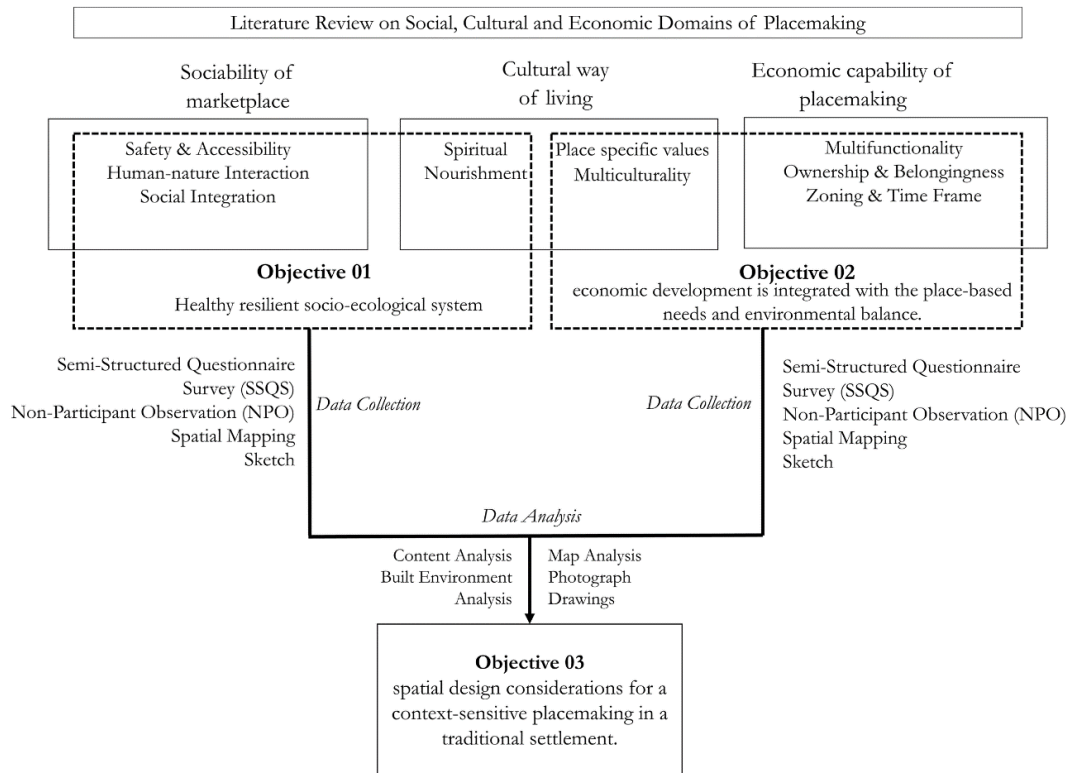 Literature Review on Social, Cultural and Economic Domains of Placemaking
Sociability of
marketplace
Cultural way
of living
Economic capability of
placemaking
Safety & Accessibility
Human-nature Interaction
Social Integration
Spiritual
Nourishment
Place specific values
Multiculturality
Multifunctionality
Ownership & Belongingness
Zoning & Time Frame
Objective 01
Healthy resilient socio-ecological system
Objective 02
economic development is integrated with the place-based
needs and environmental balance.
Semi-Structured Questionnaire
Survey (SSQS)
Non-Participant Observation (NPO)
Spatial Mapping
Sketch
Data Collection
Data Collection
Semi-Structured Questionnaire
Survey (SSQS)
Non-Participant Observation (NPO)
Spatial Mapping
Sketch
Data Analysis
Content Analysis
Built Environment
Analysis
Map Analysis
Photograph
Drawings
Objective 03
spatial design considerations for a
context-sensitive placemaking in a
traditional settlement.